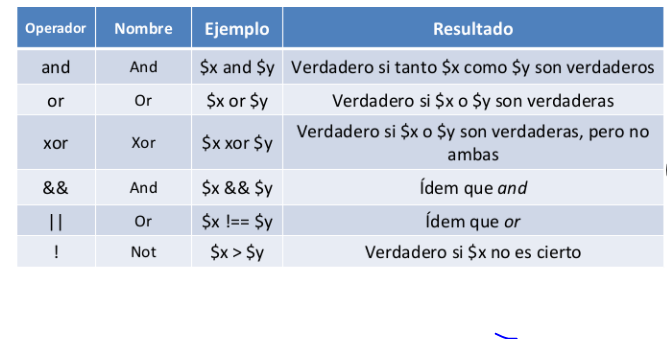 Operador Nombre Ejemplo Resultado
and And $x and $y Verdadero si tanto $x como $y son verdaderos
or Or $x or $y Verdadero si $x o $y son verdaderas
xor Xor $x xor $y Verdadero si $x o $y son verdaderas, pero no
ambas
&& And $x && $y Ídem que and
|| Or $x !== $y Ídem que or
! Not $x > $y Verdadero si $x no es cierto